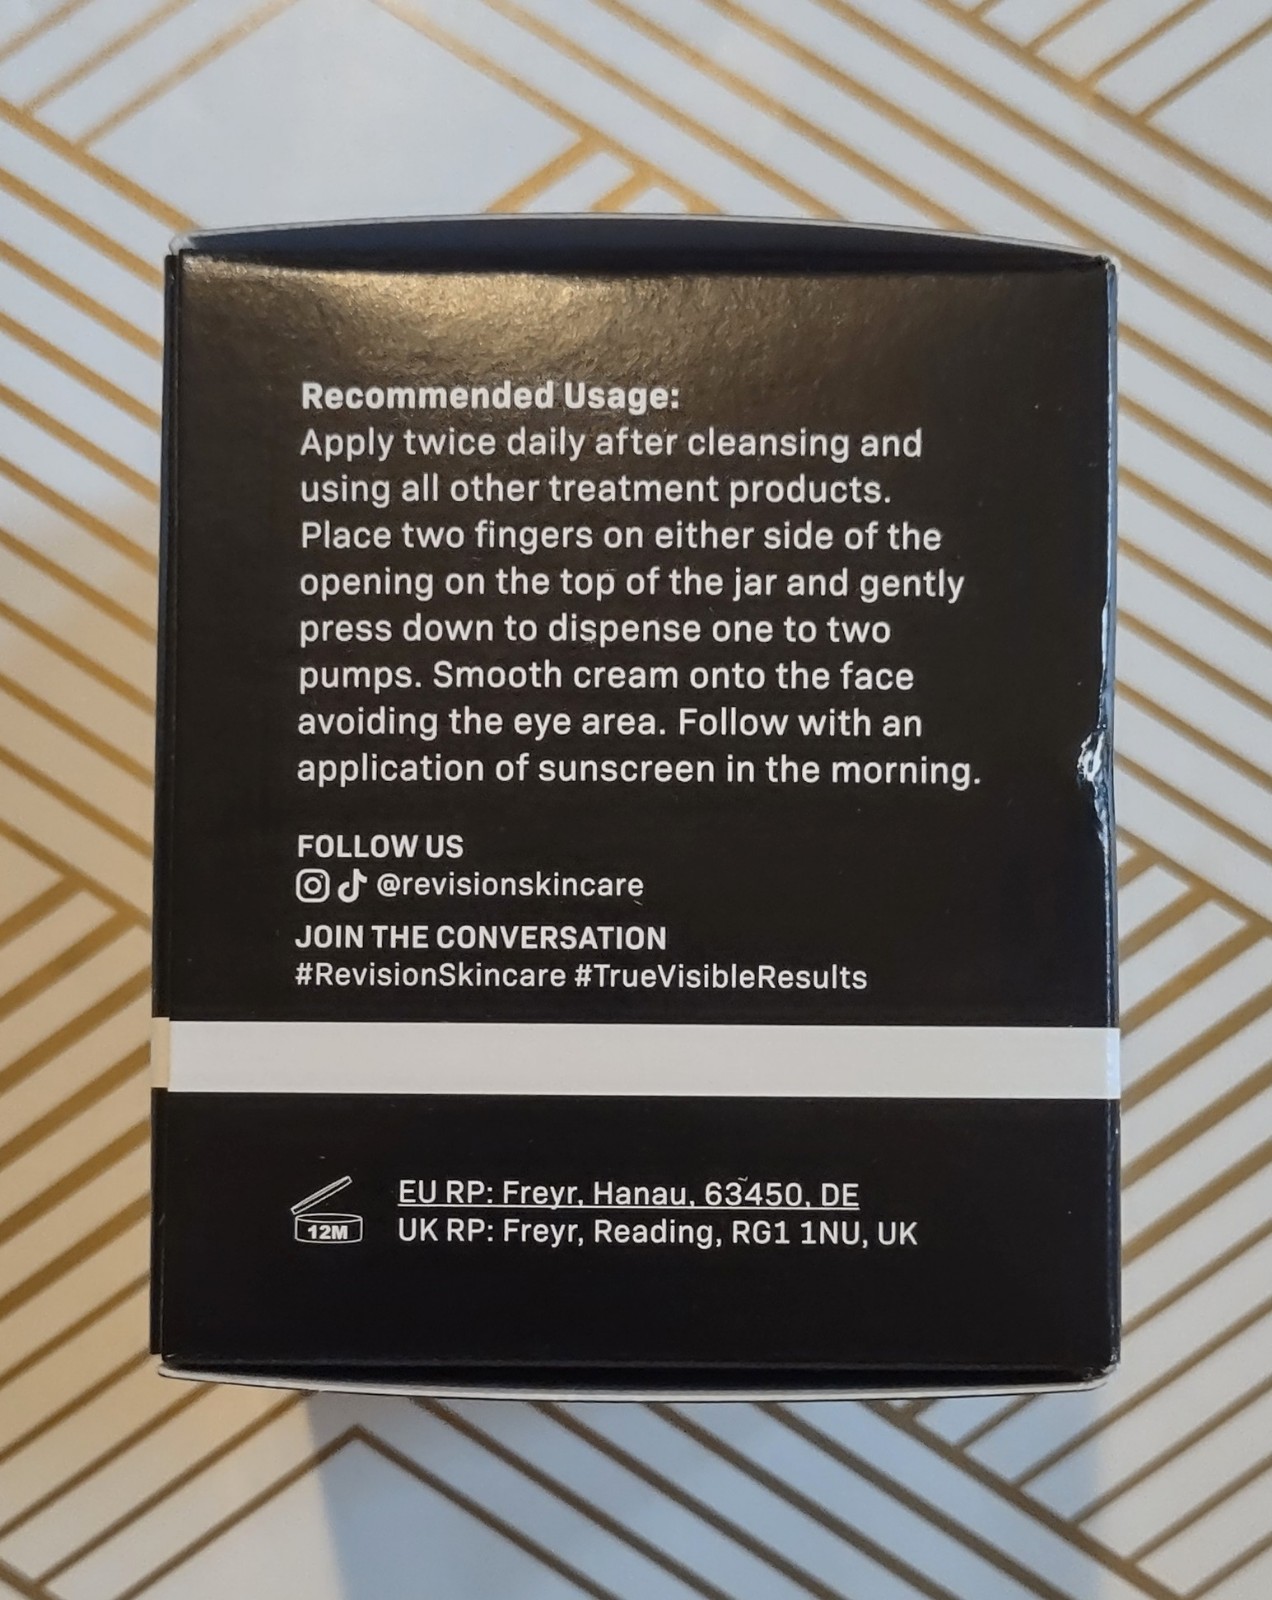 Recommended Usage:
Apply twice daily after cleansing and
using all other treatment products.
Place two fingers on either side of the
opening on the top of the jar and gently
press down to dispense one to two
pumps. Smooth cream onto the face
avoiding the eye area. Follow with an
application of sunscreen in the morning.
FOLLOW US
@revisionskincare
JOIN THE CONVERSATION
#RevisionSkincare #TrueVisibleResults
12M
EU RP: Freyr, Hanau, 63450, DE
UK RP: Freyr, Reading, RG1 1NU, UK